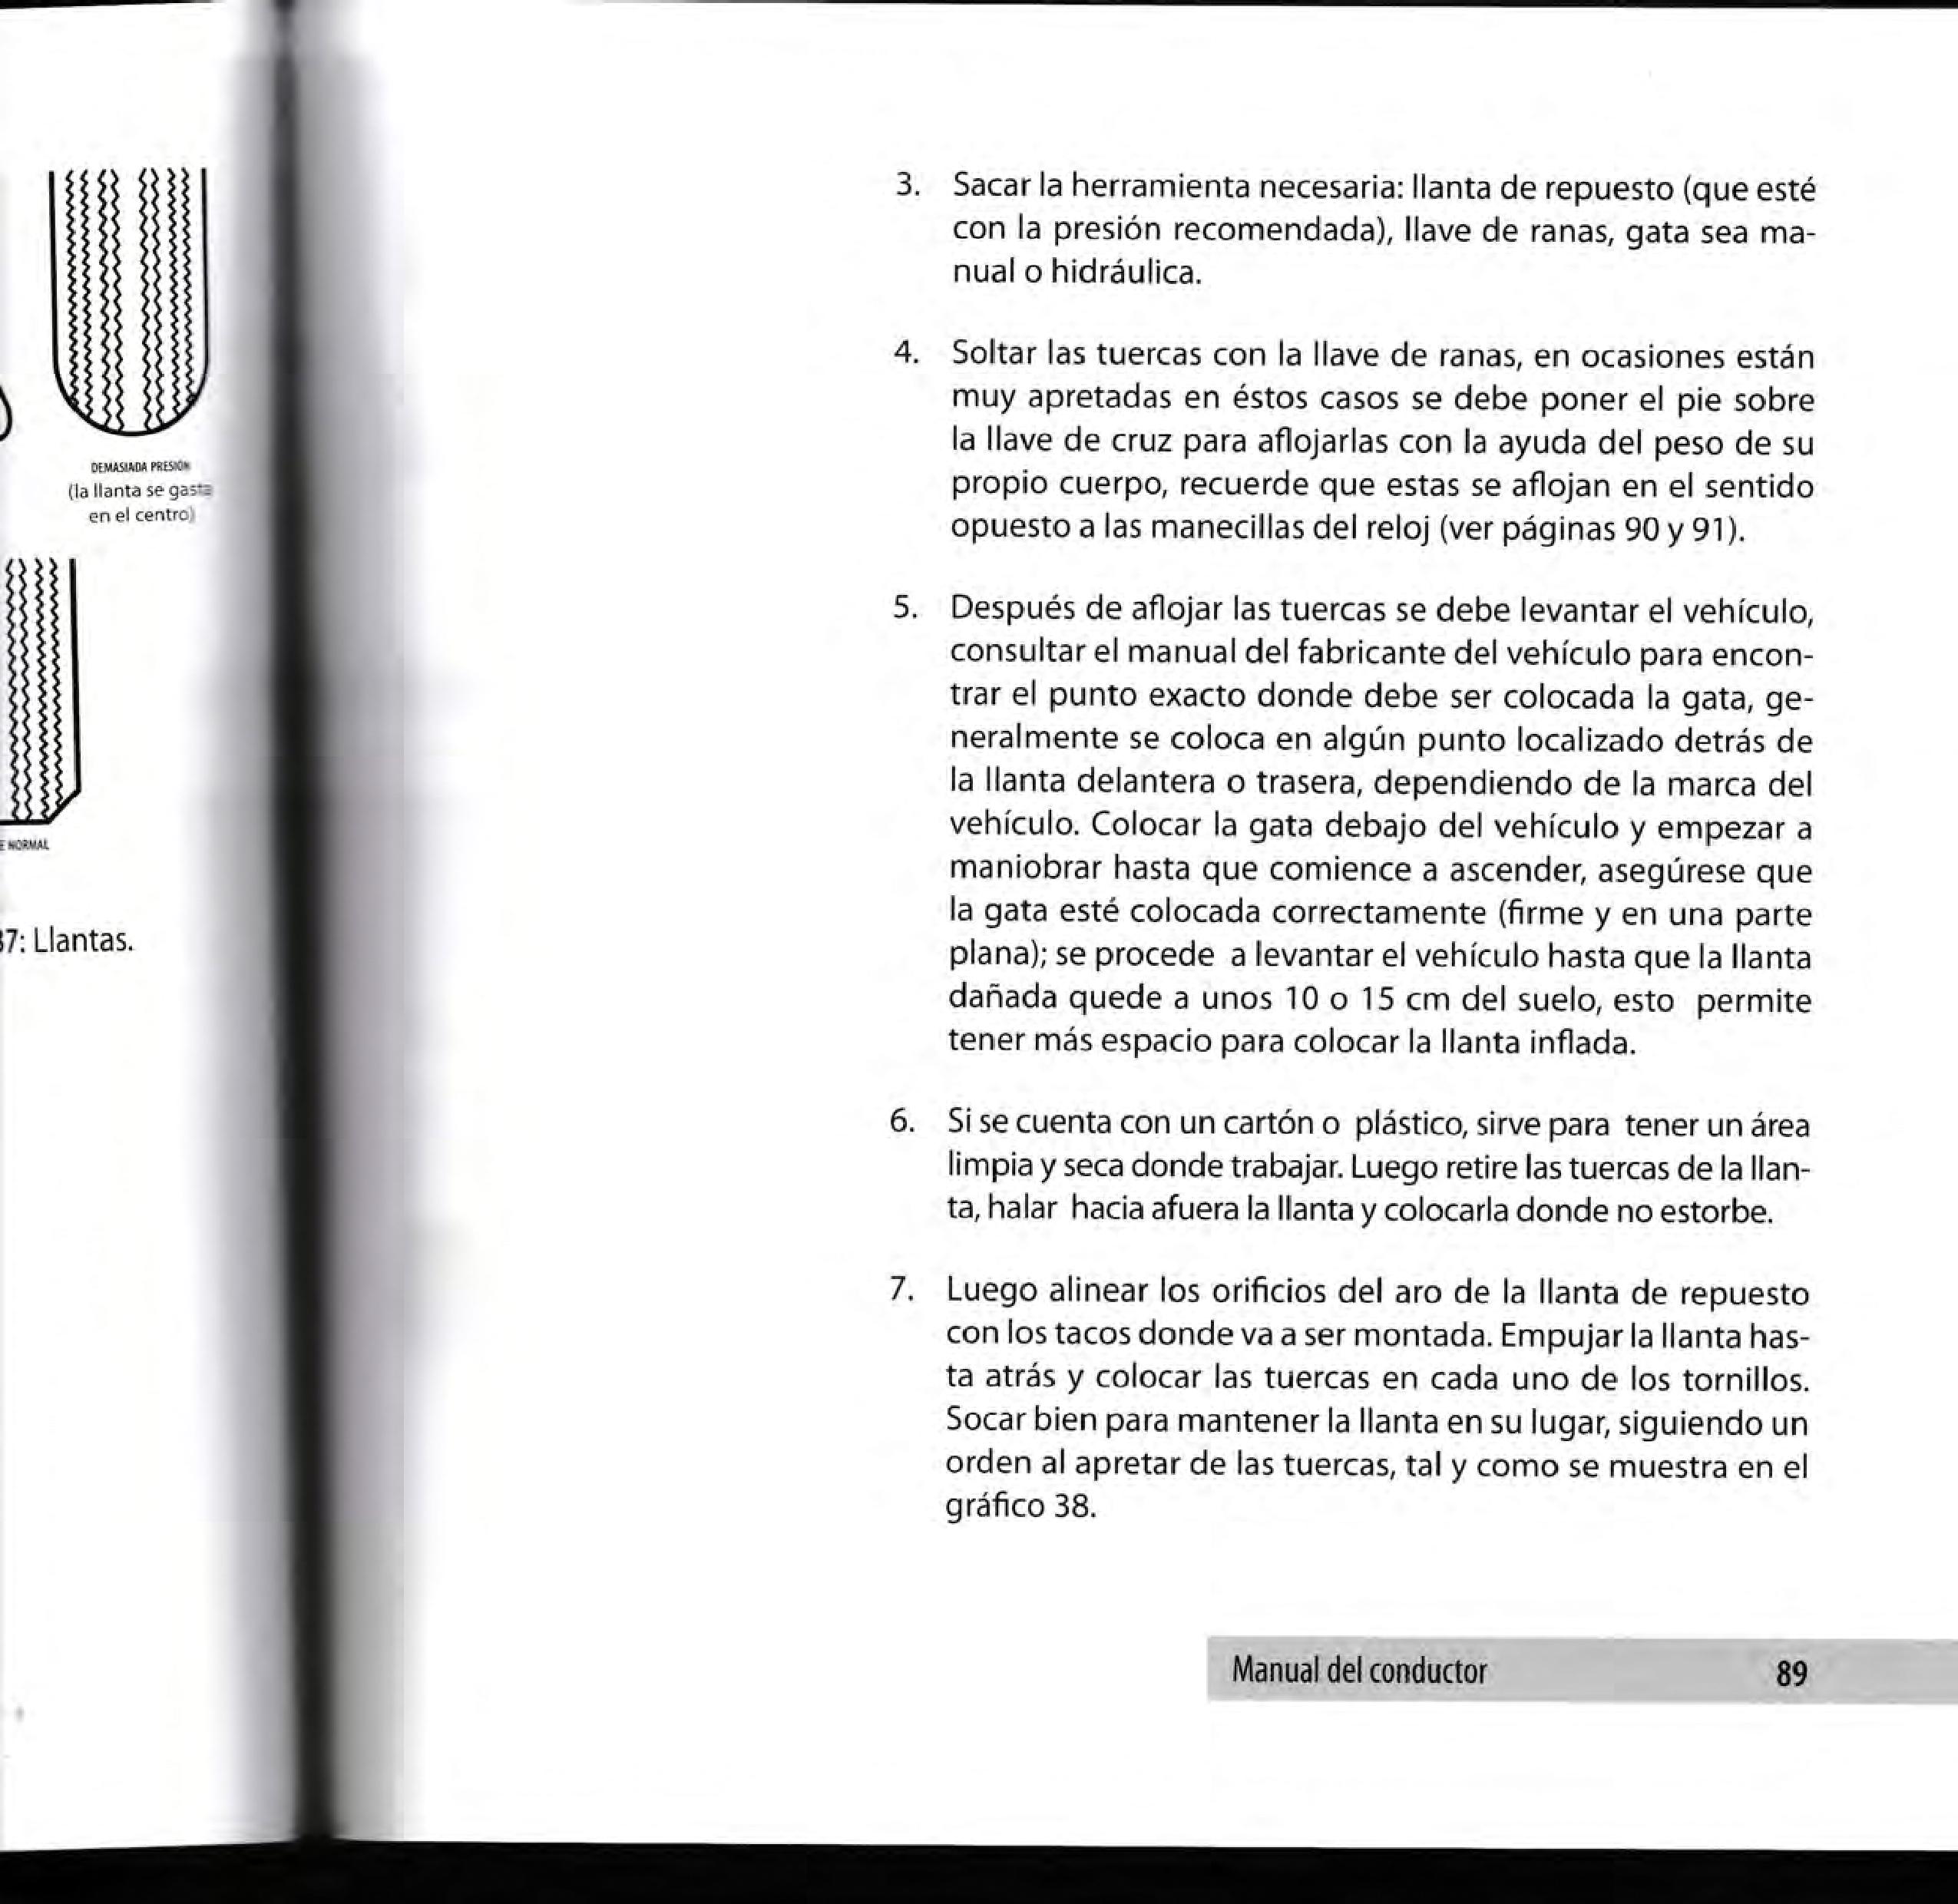 DEMASIADA PRESIÓN
(la llanta se gasta
en el centro)
E NORMAL
37: Llantas.
3. Sacar la herramienta necesaria: llanta de repuesto (que esté
con la presión recomendada), llave de ranas, gata sea ma-
nual o hidráulica.
4. Soltar las tuercas con la llave de ranas, en ocasiones están
muy apretadas en éstos casos se debe poner el pie sobre
la llave de cruz para aflojarlas con la ayuda del peso de su
propio cuerpo, recuerde que estas se aflojan en el sentido
opuesto a las manecillas del reloj (ver páginas 90 y 91).
5. Después de aflojar las tuercas se debe levantar el vehículo,
consultar el manual del fabricante del vehículo para encon-
trar el punto exacto donde debe ser colocada la gata, ge-
neralmente se coloca en algún punto localizado detrás de
la llanta delantera o trasera, dependiendo de la marca del
vehículo. Colocar la gata debajo del vehículo y empezar a
maniobrar hasta que comience a ascender, asegúrese que
la gata esté colocada correctamente (firme y en una parte
plana); se procede a levantar el vehículo hasta que la llanta
dañada quede a unos 10 o 15 cm del suelo, esto permite
tener más espacio para colocar la llanta inflada.
6. Si se cuenta con un cartón o plástico, sirve para tener un área
limpia y seca donde trabajar. Luego retire las tuercas de la llan-
ta, halar hacia afuera la llanta y colocarla donde no estorbe.
7. Luego alinear los orificios del aro de la llanta de repuesto
con los tacos donde va a ser montada. Empujar la llanta has-
ta atrás y colocar las tuercas en cada uno de los tornillos.
Socar bien para mantener la llanta en su lugar, siguiendo un
orden al apretar de las tuercas, tal y como se muestra en el
gráfico 38.
Manual del conductor 89